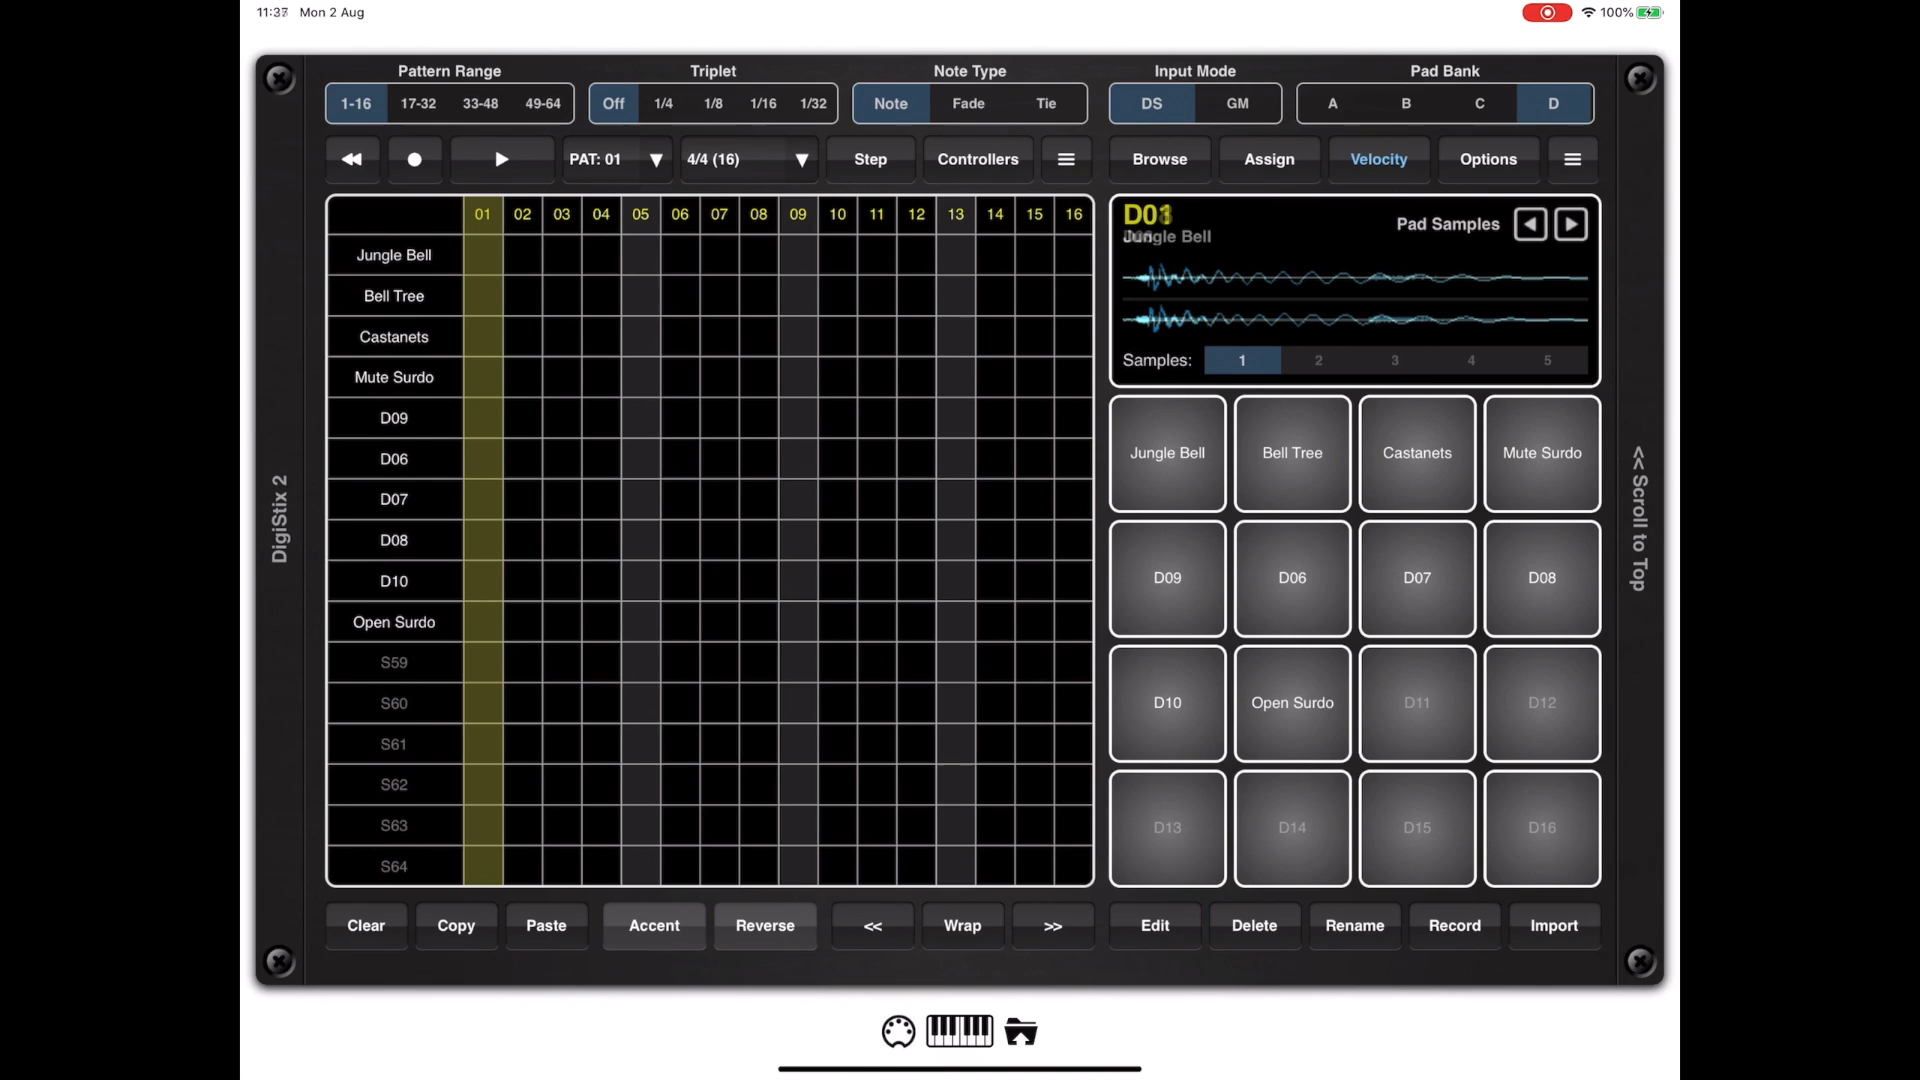 11:37 Mon 2 Aug
100%
Pattern Range Triplet Note Type Input Mode Pad Bank
1-16 17-32 33-48 49-64 Off 1/4 1/8 1/16 1/32 Note Fade Tie DS GM A B C D
PAT: 01 4/4 (16) Step Controllers Browse Assign Velocity Options
01 02 03 04 05 06 07 08 09 10 11 12 13 14 15 16
Jungle Bell
Bell Tree
Castanets
Mute Surdo
D09
D06
D07
D08
D10
Open Surdo
S59
S60
S61
S62
S63
S64
Pad Samples
Jungle Bell
Samples: 1 2 3 4 5
Jungle Bell Bell Tree Castanets Mute Surdo
D09 D06 D07 D08
D10 Open Surdo D11 D12
D13 D14 D15 D16
Clear Copy Paste Accent Reverse << Wrap >> Edit Delete Rename Record Import
DigiStix 2
<< Scroll to Top